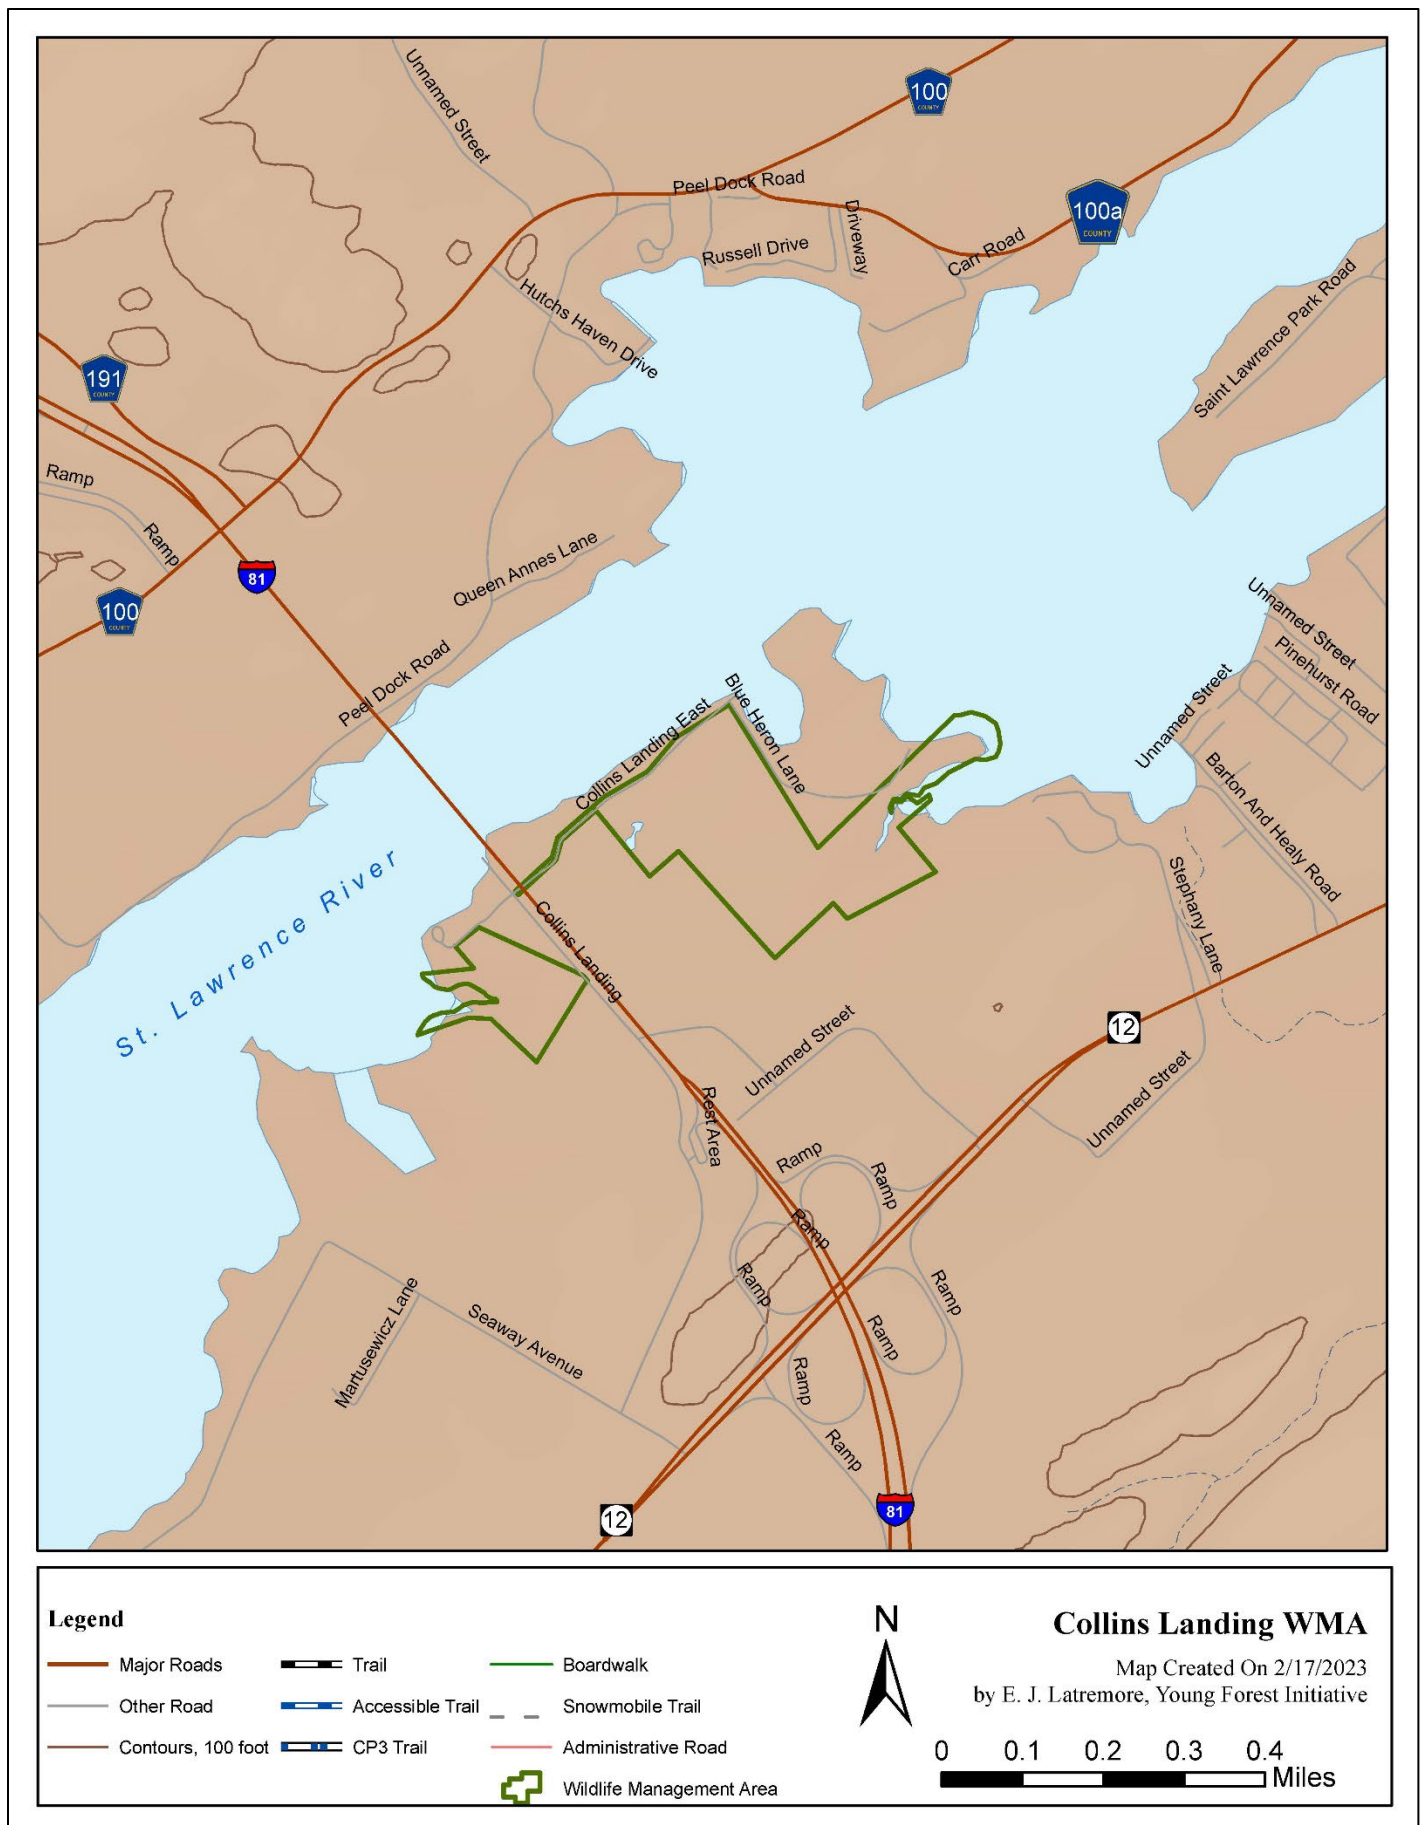 Unnamed Street
100
COUNTY
Peel Dock Road
100a
COUNTY
Driveway
Russell Drive
Carr Road
Saint Lawrence Park Road
Hutchs Haven Drive
191
COUNTY
Ramp
Ramp
81
Queen Annes Lane
100
COUNTY
Unnamed Street
Pinehurst Road
Peel Dock Road
Unnamed Street
Blue Heron Lane
Collins Landing East
Barton And Healy Road
St. Lawrence River
Stephany Lane
Collins Landing
12
Unnamed Street
Unnamed Street
Rest Area
Ramp
Ramp
Ramp
Ramp
Ramp
Martusewicz Lane
Seaway Avenue
Ramp
Ramp
Ramp
12
81
Legend
Major Roads
Other Road
Contours, 100 foot
Trail
Accessible Trail
CP3 Trail
Boardwalk
Snowmobile Trail
Administrative Road
Wildlife Management Area
N
Collins Landing WMA
Map Created On 2/17/2023
by E. J. Latremore, Young Forest Initiative
0 0.1 0.2 0.3 0.4
Miles